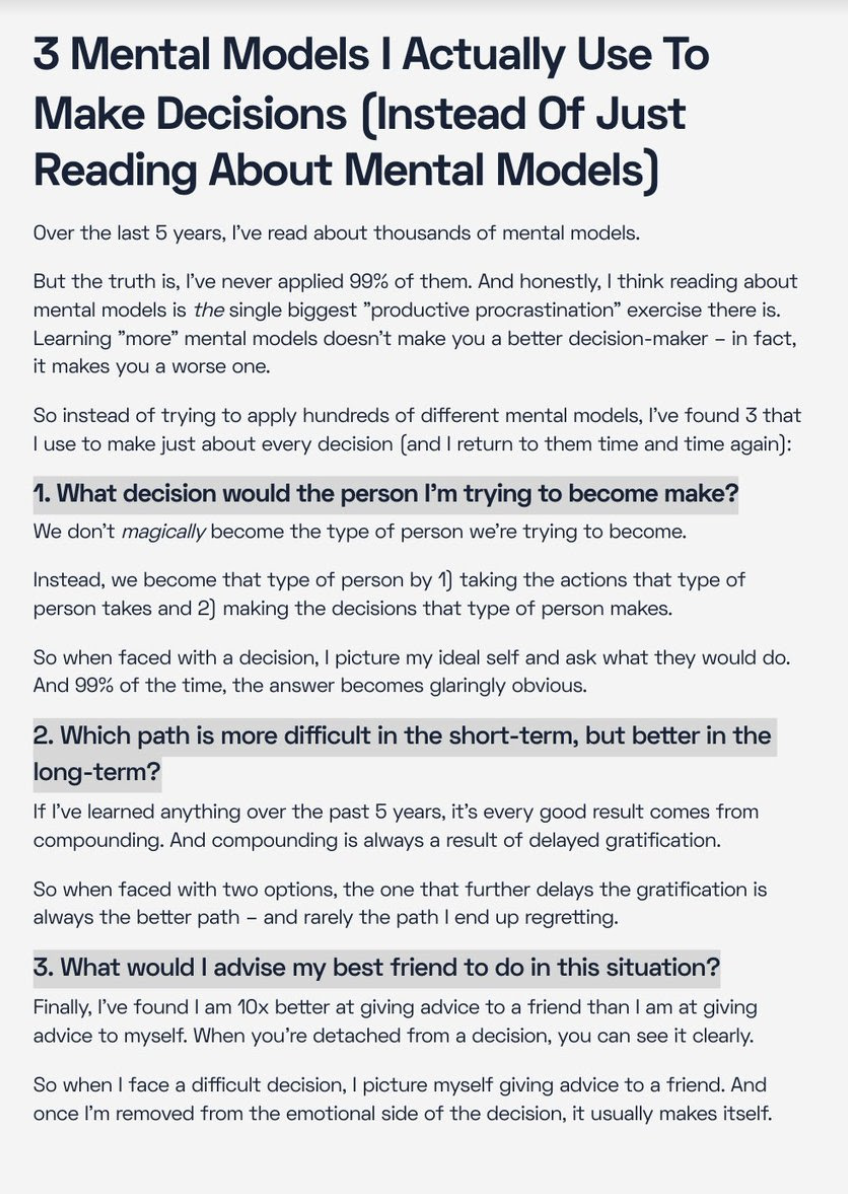 3 Mental Models I Actually Use To
Make Decisions (Instead Of Just
Reading About Mental Models)
Over the last 5 years, I've read about thousands of mental models.
But the truth is, I've never applied 99% of them. And honestly, I think reading about
mental models is the single biggest "productive procrastination" exercise there is.
Learning "more" mental models doesn't make you a better decision-maker – in fact,
it makes you a worse one.
So instead of trying to apply hundreds of different mental models, I've found 3 that
I use to make just about every decision (and I return to them time and time again):
1. What decision would the person I'm trying to become make?
We don't magically become the type of person we're trying to become.
Instead, we become that type of person by 1) taking the actions that type of
person takes and 2) making the decisions that type of person makes.
So when faced with a decision, I picture my ideal self and ask what they would do.
And 99% of the time, the answer becomes glaringly obvious.
2. Which path is more difficult in the short-term, but better in the
long-term?
If I've learned anything over the past 5 years, it's every good result comes from
compounding. And compounding is always a result of delayed gratification.
So when faced with two options, the one that further delays the gratification is
always the better path – and rarely the path I end up regretting.
3. What would I advise my best friend to do in this situation?
Finally, I've found I am 10x better at giving advice to a friend than I am at giving
advice to myself. When you're detached from a decision, you can see it clearly.
So when I face a difficult decision, I picture myself giving advice to a friend. And
once I'm removed from the emotional side of the decision, it usually makes itself.